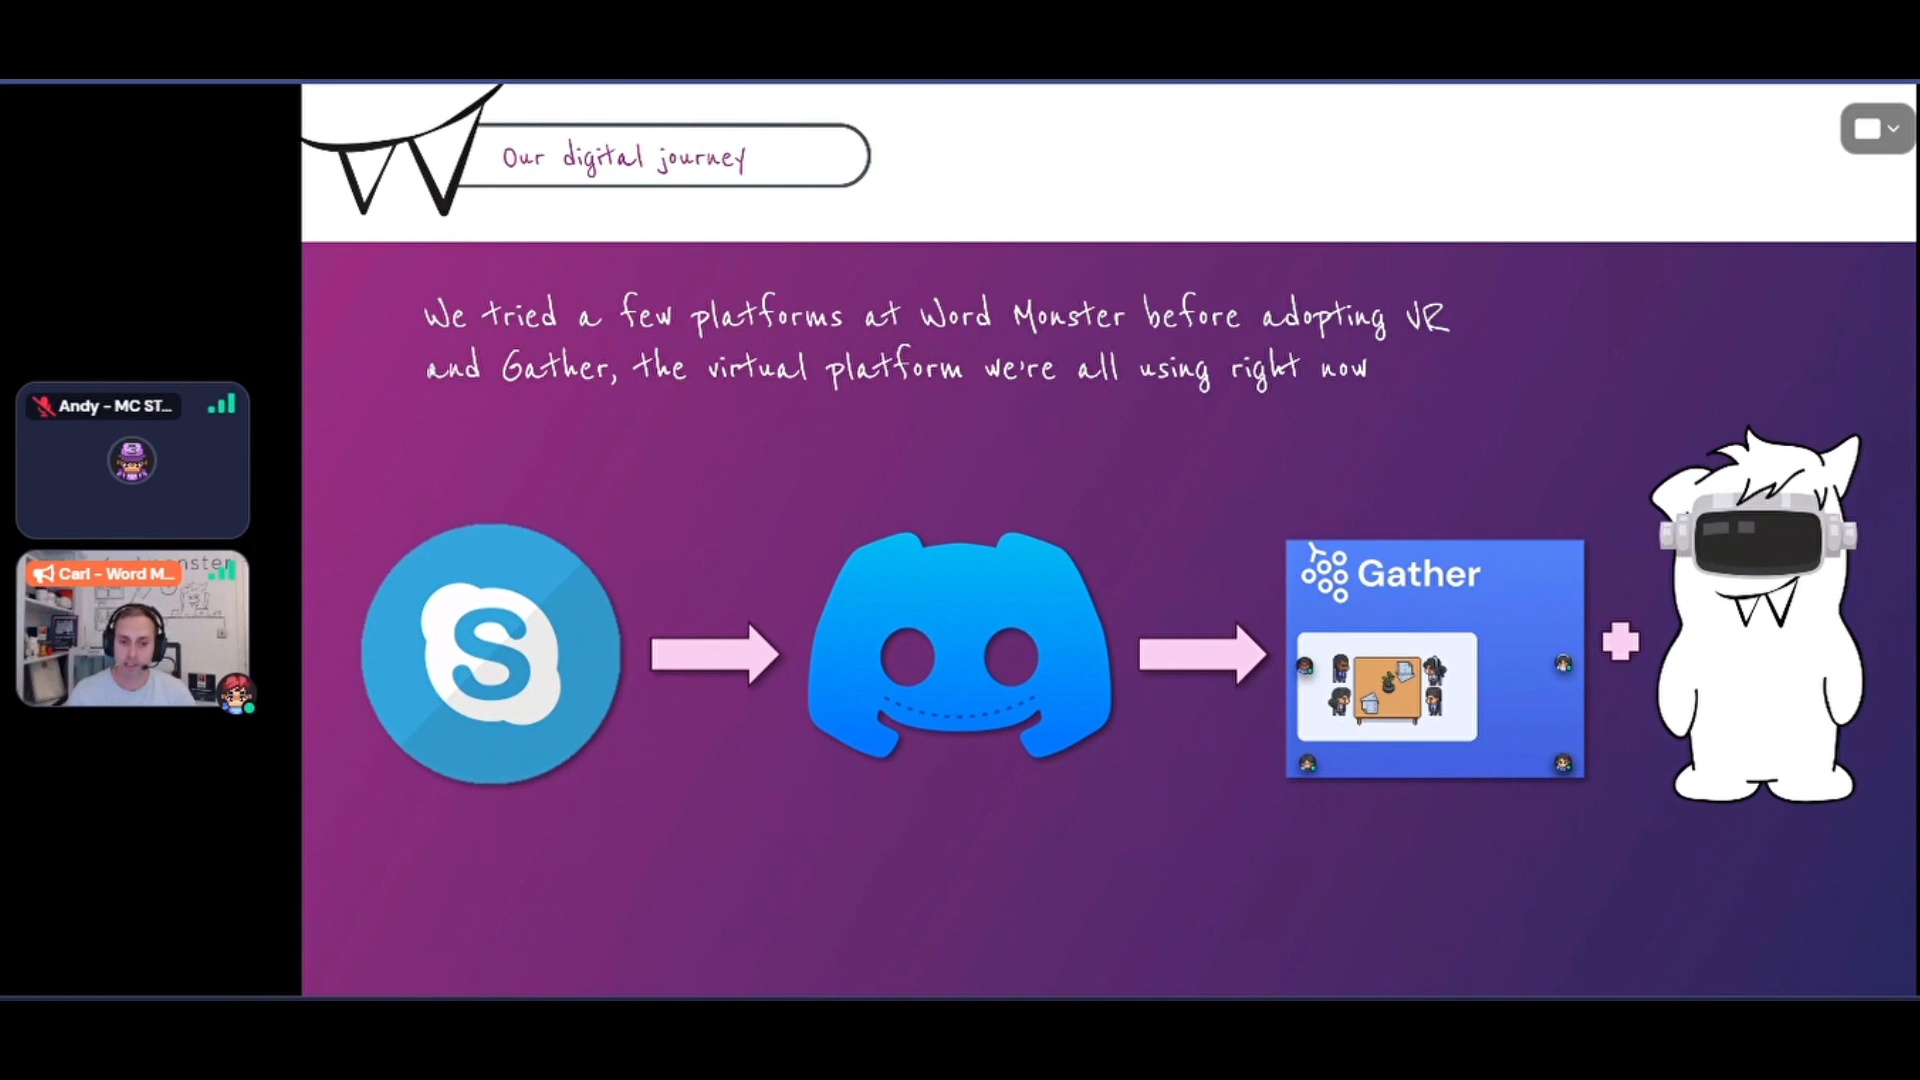 Our digital journey
We tried a few platforms at Word Monster before adopting VR
and Gather, the virtual platform we're all using right now
Andy - MC ST...
Carl - Word M...
nster
S
Gather